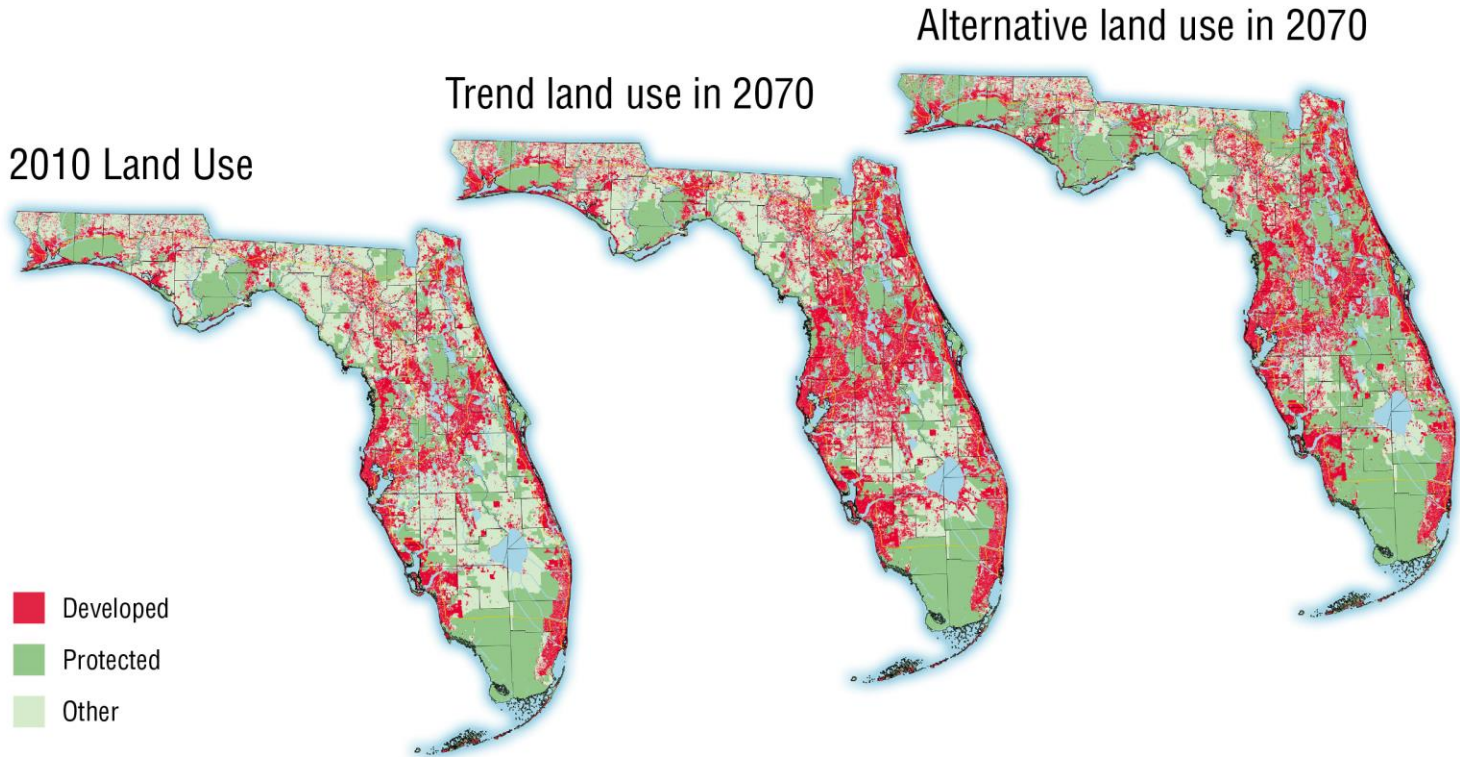 Alternative land use in 2070
Trend land use in 2070
2010 Land Use
Developed
Protected
Other